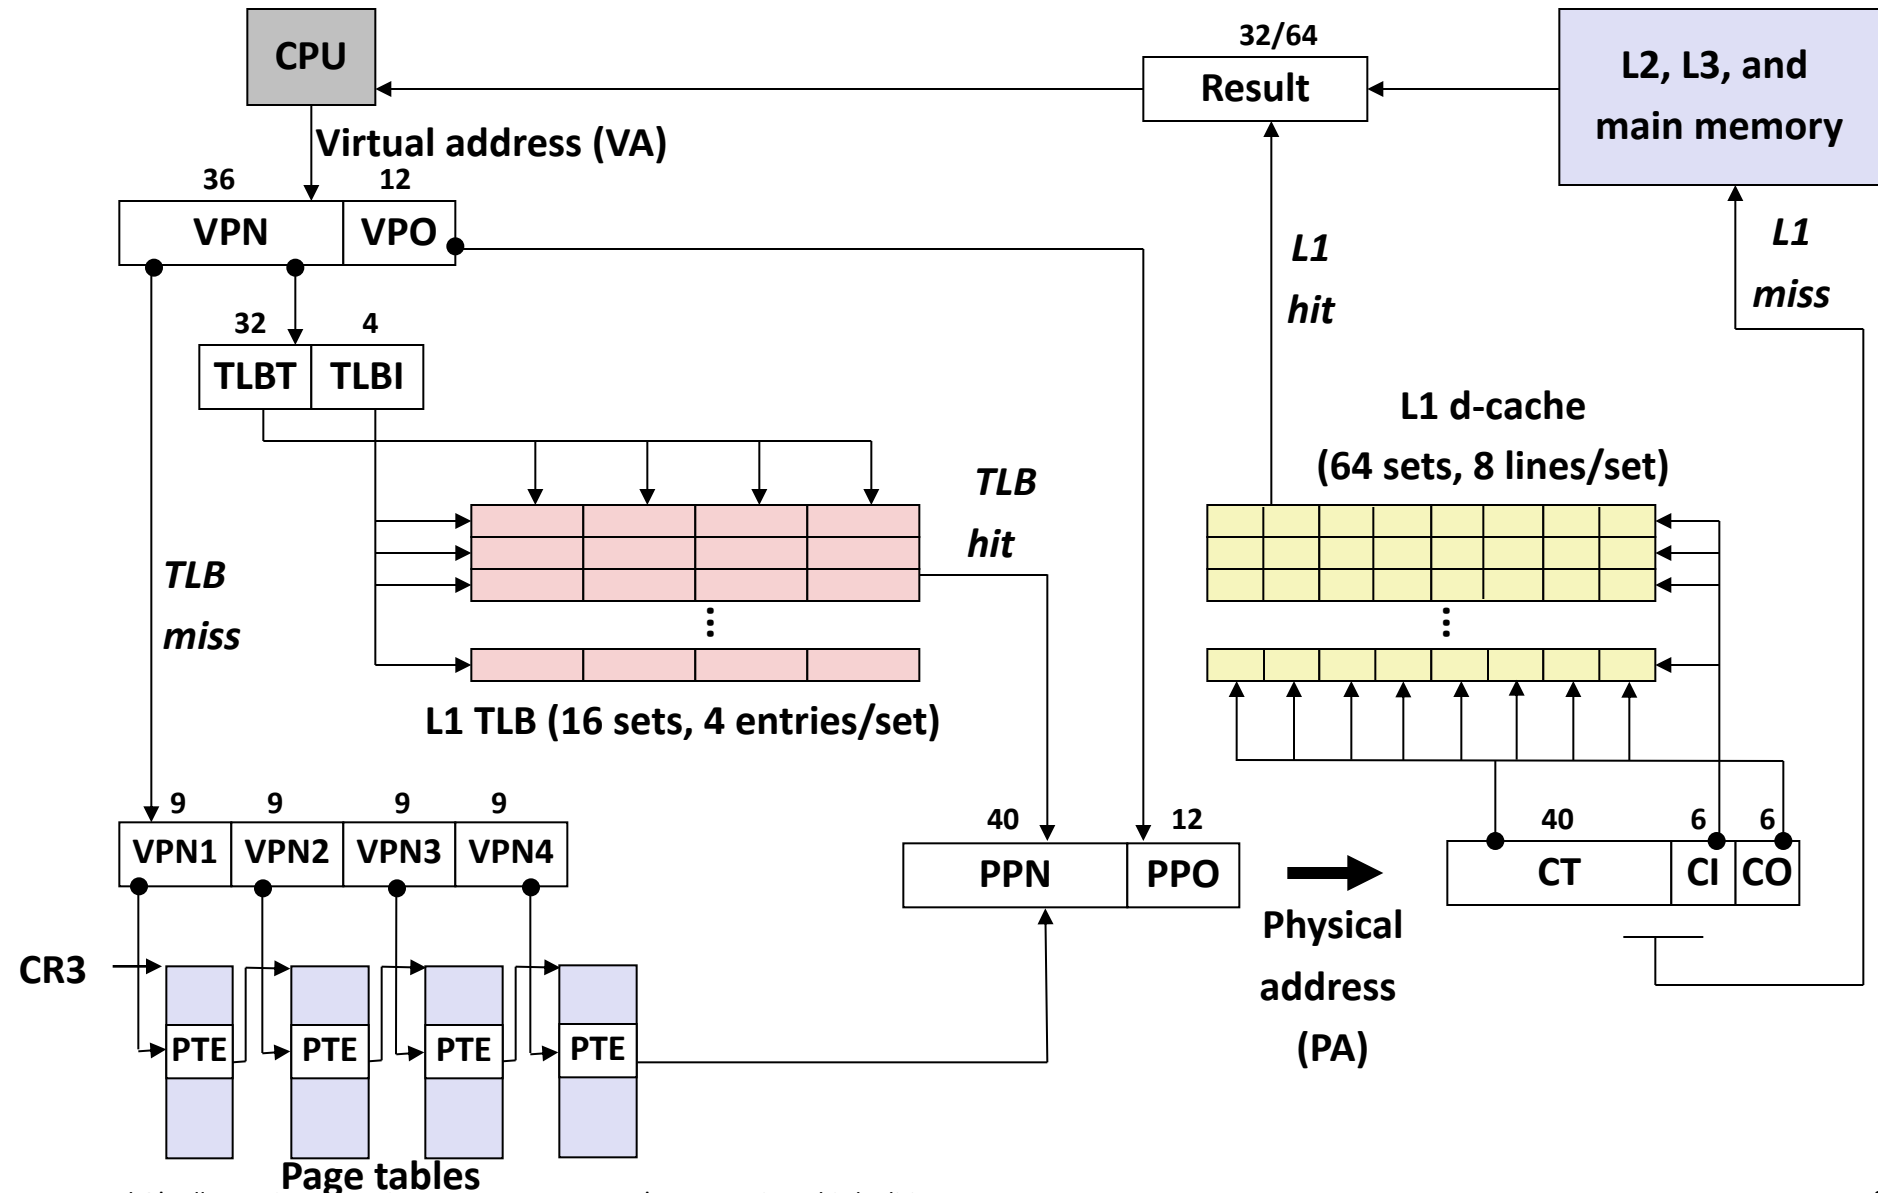 CPU
32/64
Result
L2, L3, and
main memory
Virtual address (VA)
36
12
VPN
VPO
L1
hit
L1
miss
32
4
TLBT
TLBI
L1 d-cache
(64 sets, 8 lines/set)
TLB
hit
TLB
miss
...
...
L1 TLB (16 sets, 4 entries/set)
9
9
9
9
VPN1
VPN2
VPN3
VPN4
40
12
PPN
PPO
40
6
6
CT
CI
CO
Physical
address
(PA)
CR3
PTE
PTE
PTE
PTE
Page tables